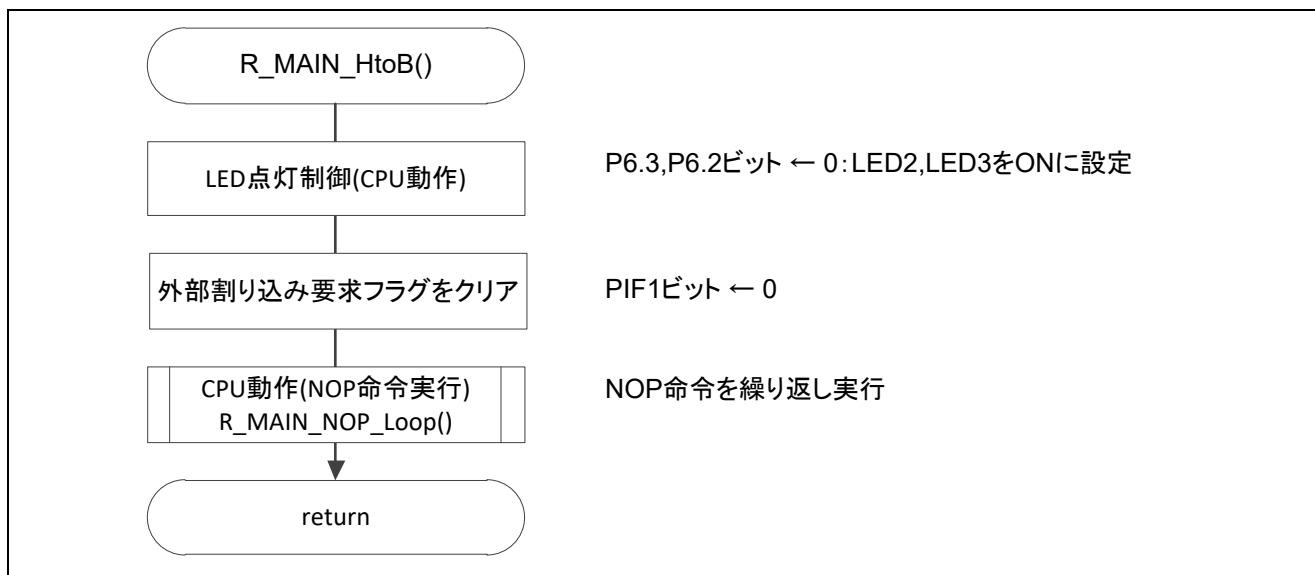 R_MAIN_HtoB()
LED点灯制御(CPU動作)
P6.3,P6.2ビット ← 0:LED2,LED3をONに設定
外部割り込み要求フラグをクリア
PIF1ビット ← 0
CPU動作(NOP命令実行)
R_MAIN_NOP_Loop()
NOP命令を繰り返し実行
return